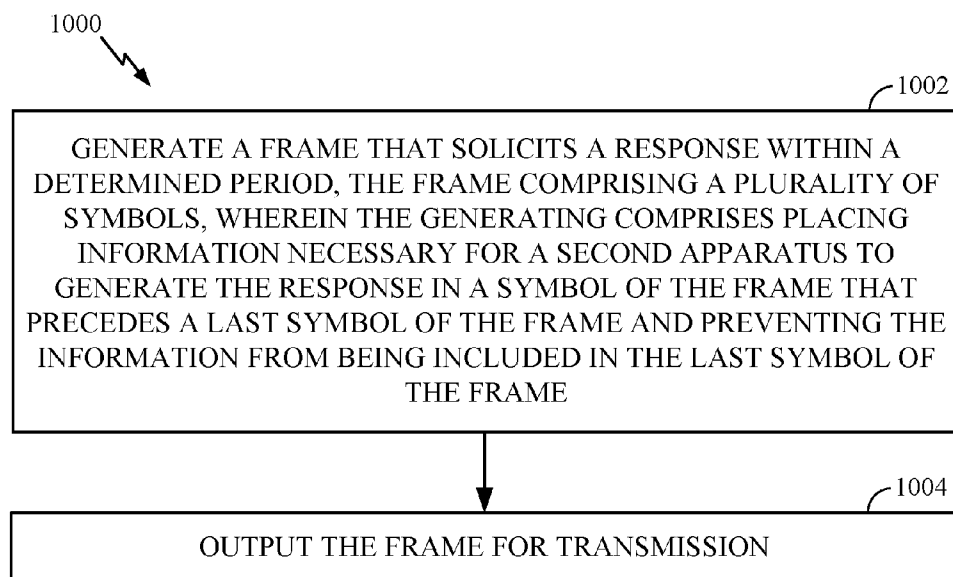 1000
1002
GENERATE A FRAME THAT SOLICITS A RESPONSE WITHIN A
DETERMINED PERIOD, THE FRAME COMPRISING A PLURALITY OF
SYMBOLS, WHEREIN THE GENERATING COMPRISES PLACING
INFORMATION NECESSARY FOR A SECOND APPARATUS TO
GENERATE THE RESPONSE IN A SYMBOL OF THE FRAME THAT
PRECEDES A LAST SYMBOL OF THE FRAME AND PREVENTING THE
INFORMATION FROM BEING INCLUDED IN THE LAST SYMBOL OF
THE FRAME
1004
OUTPUT THE FRAME FOR TRANSMISSION